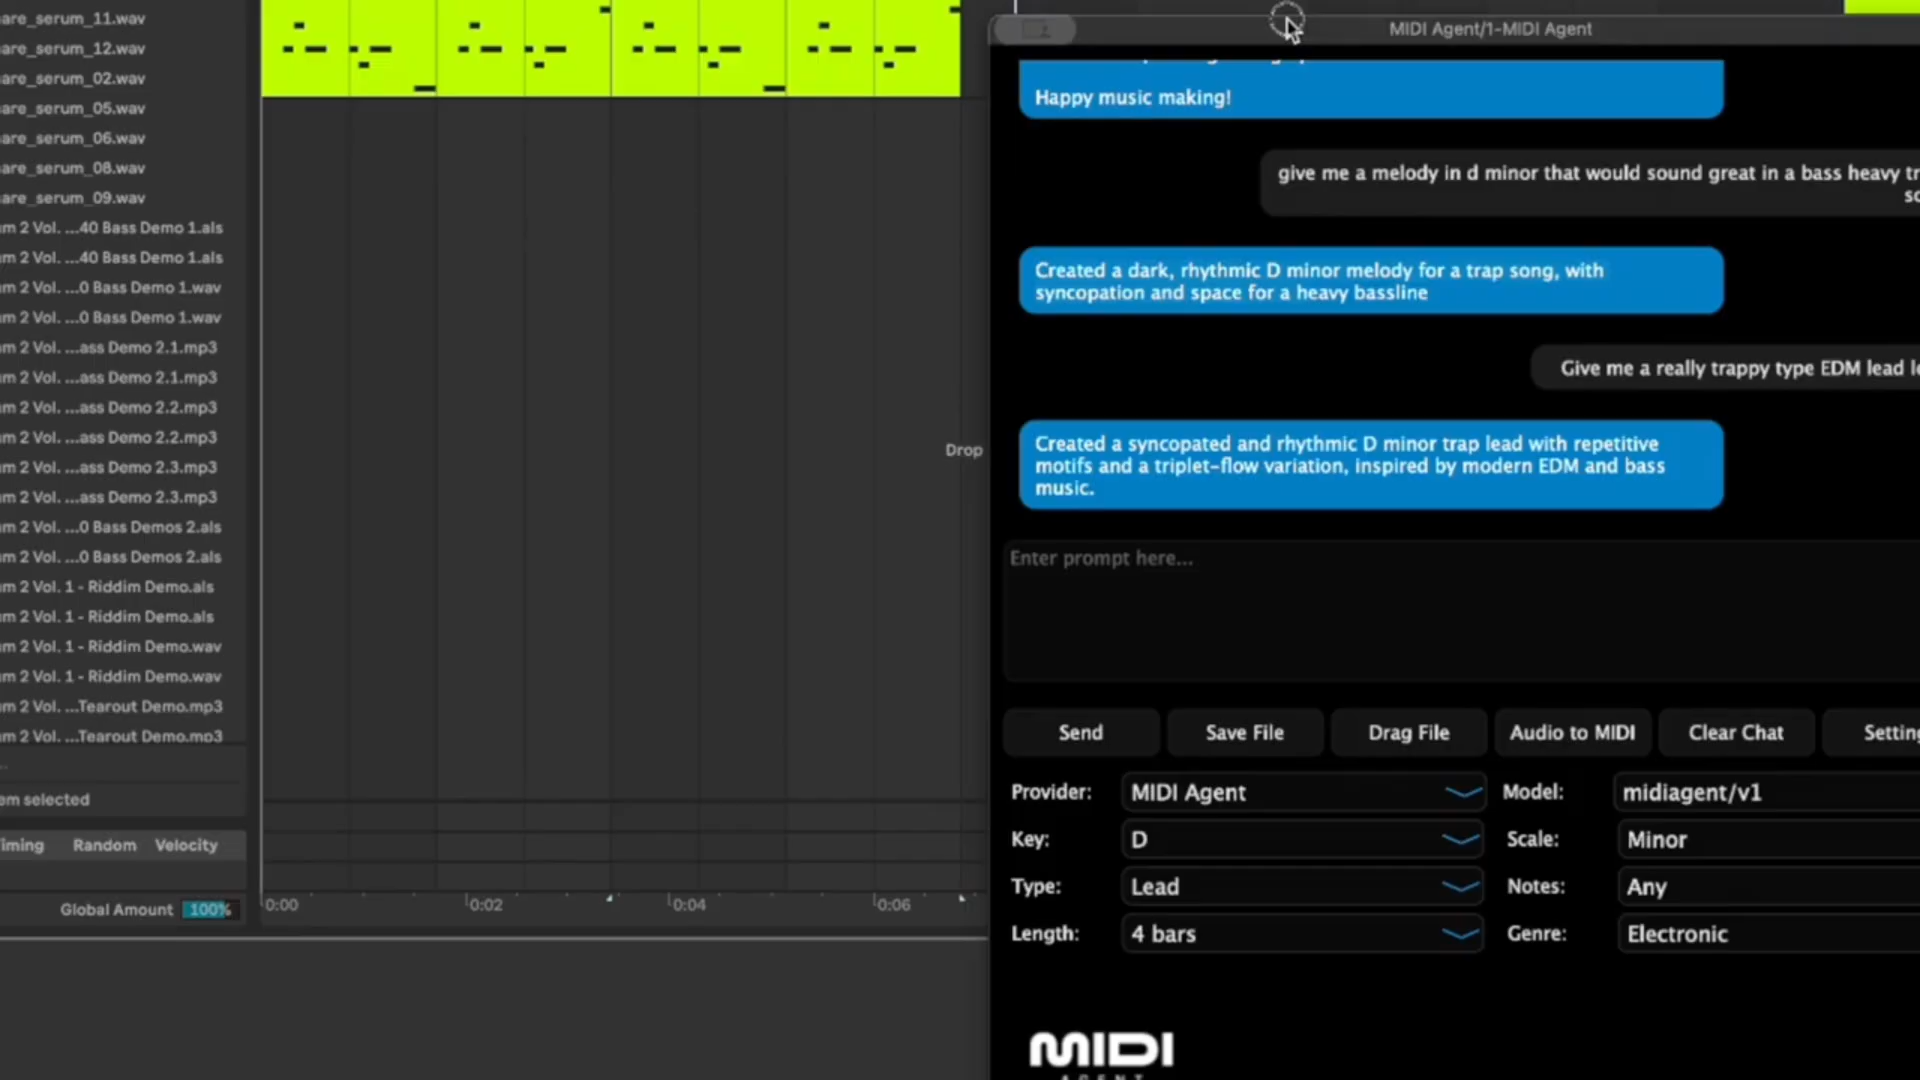 are_serum_11.wav
are_serum_12.wav
are_serum_02.wav
are_serum_05.wav
are_serum_06.wav
are_serum_08.wav
are_serum_09.wav
m 2 Vol. ...40 Bass Demo 1.als
m 2 Vol. ...40 Bass Demo 1.als
m 2 Vol. ...0 Bass Demo 1.wav
m 2 Vol. ...0 Bass Demo 1.wav
m 2 Vol. ...ass Demo 2.1.mp3
m 2 Vol. ...ass Demo 2.1.mp3
m 2 Vol. ...ass Demo 2.2.mp3
m 2 Vol. ...ass Demo 2.2.mp3
m 2 Vol. ...ass Demo 2.3.mp3
m 2 Vol. ...ass Demo 2.3.mp3
m 2 Vol. ...0 Bass Demos 2.als
m 2 Vol. ...0 Bass Demos 2.als
m 2 Vol. 1 - Riddim Demo.als
m 2 Vol. 1 - Riddim Demo.als
m 2 Vol. 1 - Riddim Demo.wav
m 2 Vol. 1 - Riddim Demo.wav
m 2 Vol. ...Tearout Demo.mp3
m 2 Vol. ...Tearout Demo.mp3
em selected
iming Random Velocity
Global Amount 100%
0:00 0:02 0:04 0:06
Drop
MIDI Agent/1-MIDI Agent
Happy music making!
give me a melody in d minor that would sound great in a bass heavy tr
so
Created a dark, rhythmic D minor melody for a trap song, with
syncopation and space for a heavy bassline
Give me a really trappy type EDM lead l
Created a syncopated and rhythmic D minor trap lead with repetitive
motifs and a triplet-flow variation, inspired by modern EDM and bass
music.
Enter prompt here...
Send Save File Drag File Audio to MIDI Clear Chat Setting
Provider: MIDI Agent Model: midiagent/v1
Key: D Scale: Minor
Type: Lead Notes: Any
Length: 4 bars Genre: Electronic
MIDI